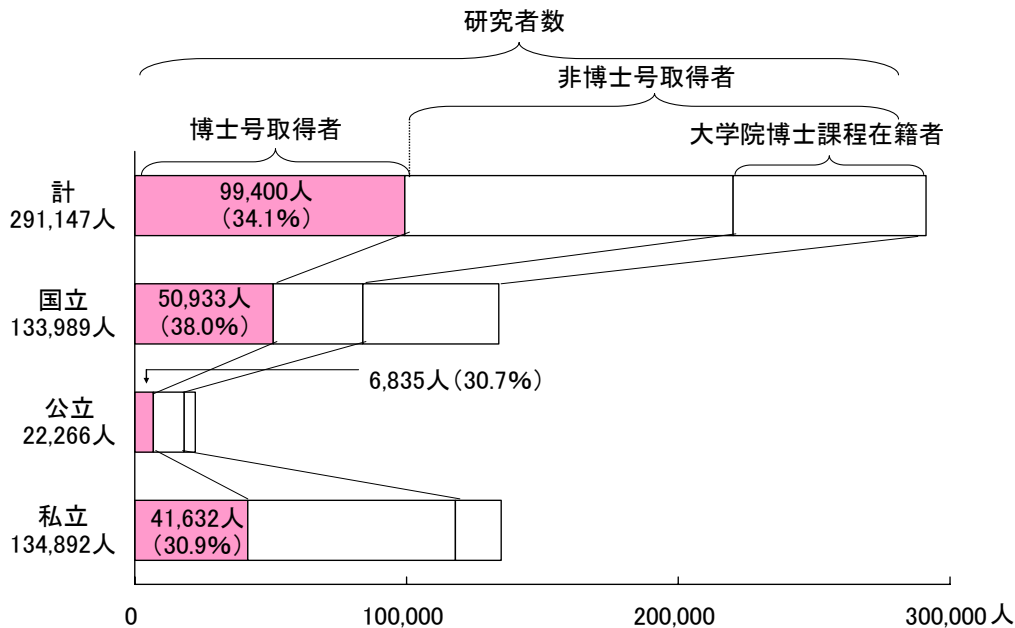 研究者数
非博士号取得者
博士号取得者
大学院博士課程在籍者
計
291,147人
99,400人
(34.1%)
国立
133,989人
50,933人
(38.0%)
6,835人(30.7%)
公立
22,266人
私立
134,892人
41,632人
(30.9%)
0 100,000 200,000 300,000 人